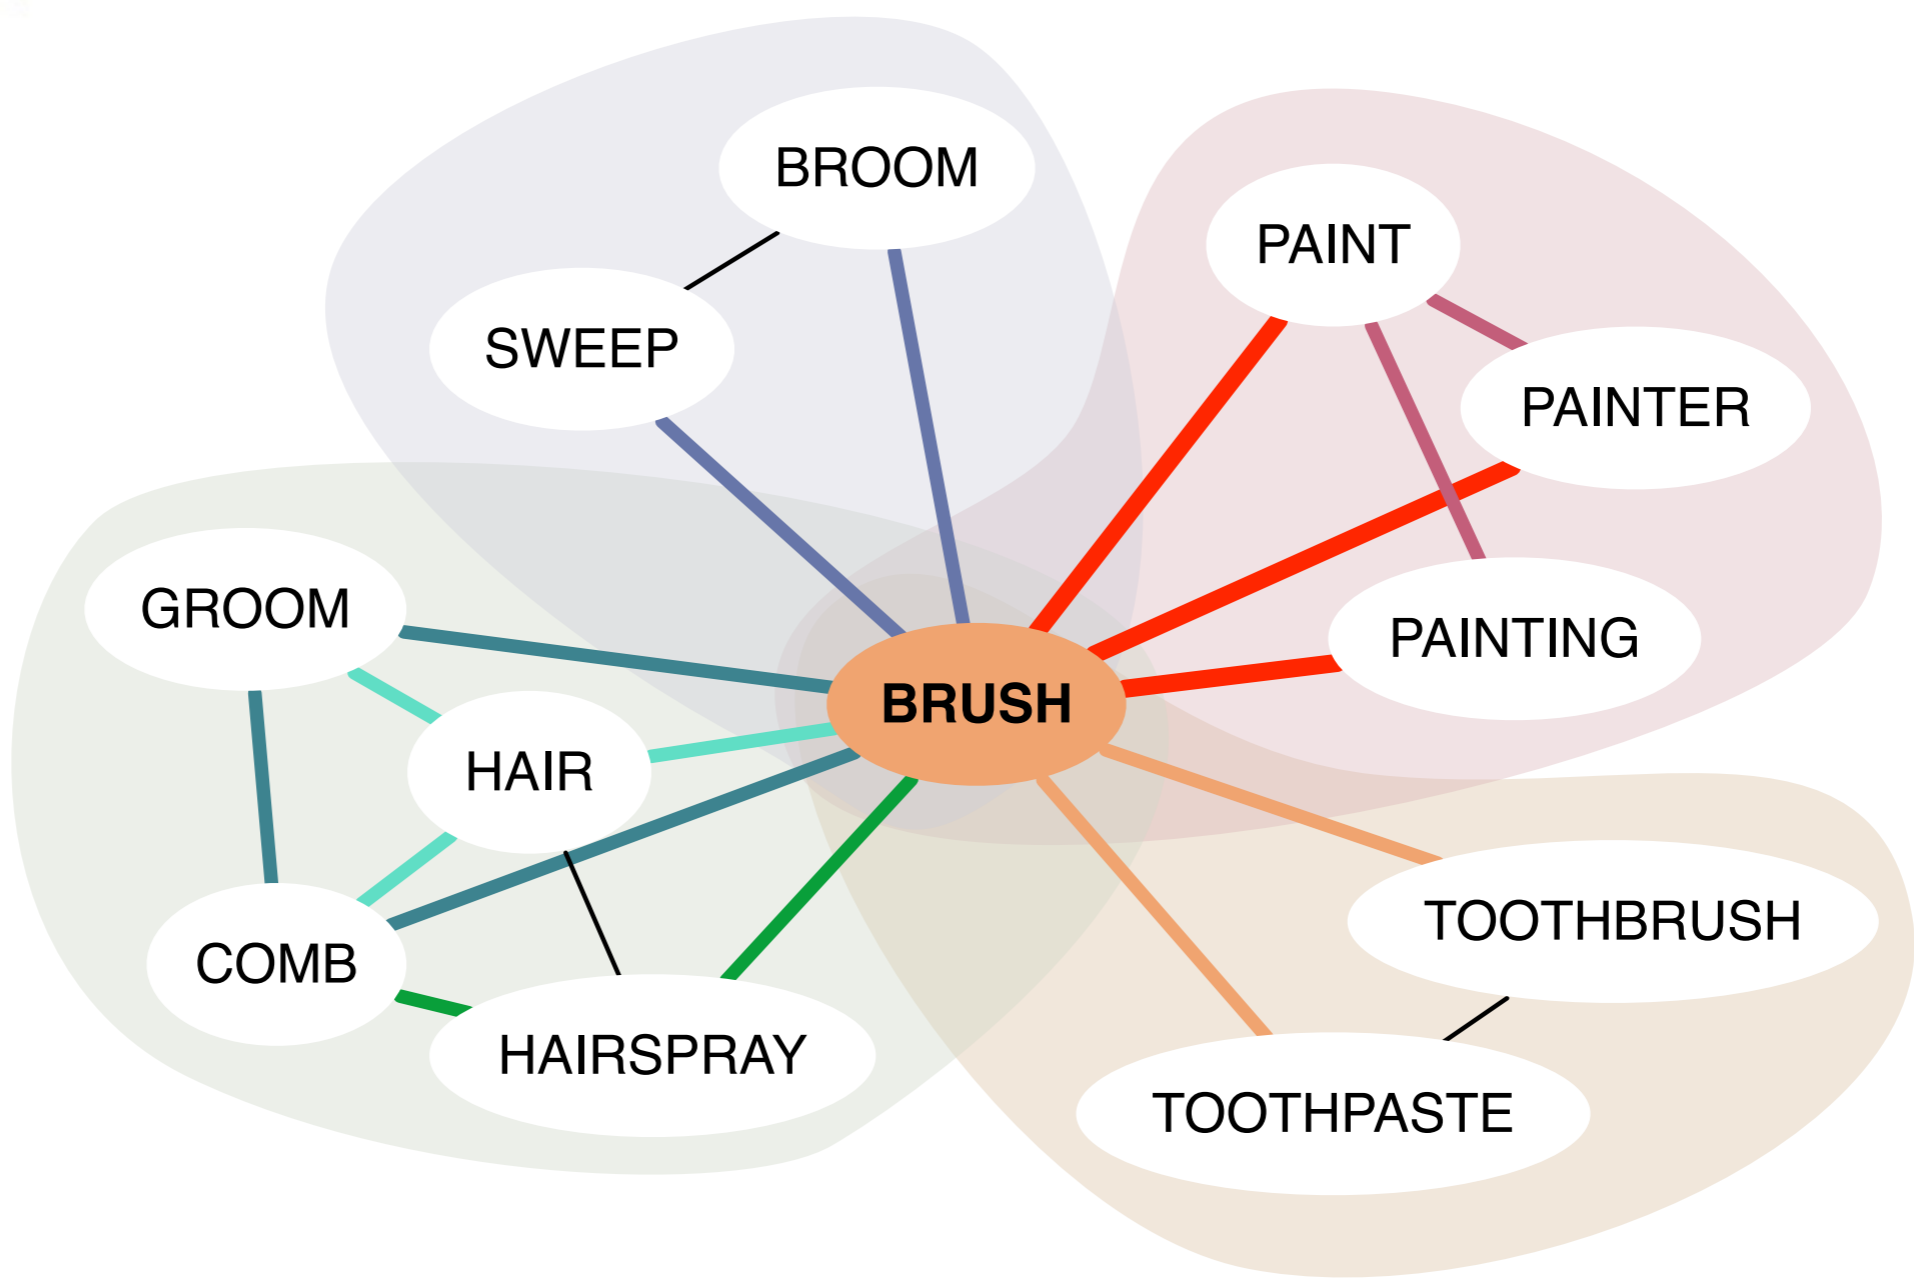 BROOM
PAINT
SWEEP
PAINTER
GROOM
PAINTING
BRUSH
HAIR
TOOTHBRUSH
COMB
HAIRSPRAY
TOOTHPASTE